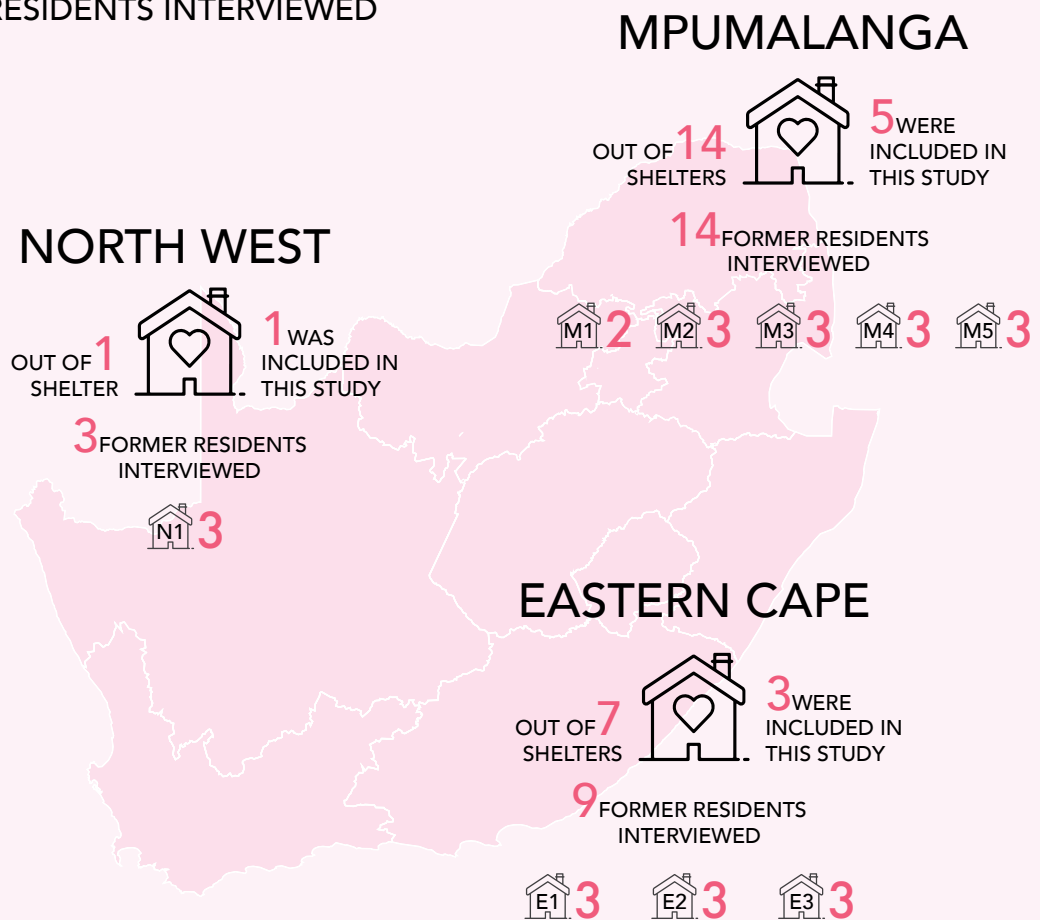 RESIDENTS INTERVIEWED
MPUMALANGA
OUT OF 14
SHELTERS
5 WERE
INCLUDED IN
THIS STUDY
14 FORMER RESIDENTS
INTERVIEWED
M1 2 M2 3 M3 3 M4 3 M5 3
NORTH WEST
OUT OF 1
SHELTER
1 WAS
INCLUDED IN
THIS STUDY
3 FORMER RESIDENTS
INTERVIEWED
N1 3
EASTERN CAPE
OUT OF 7
SHELTERS
3 WERE
INCLUDED IN
THIS STUDY
9 FORMER RESIDENTS
INTERVIEWED
E1 3 E2 3 E3 3